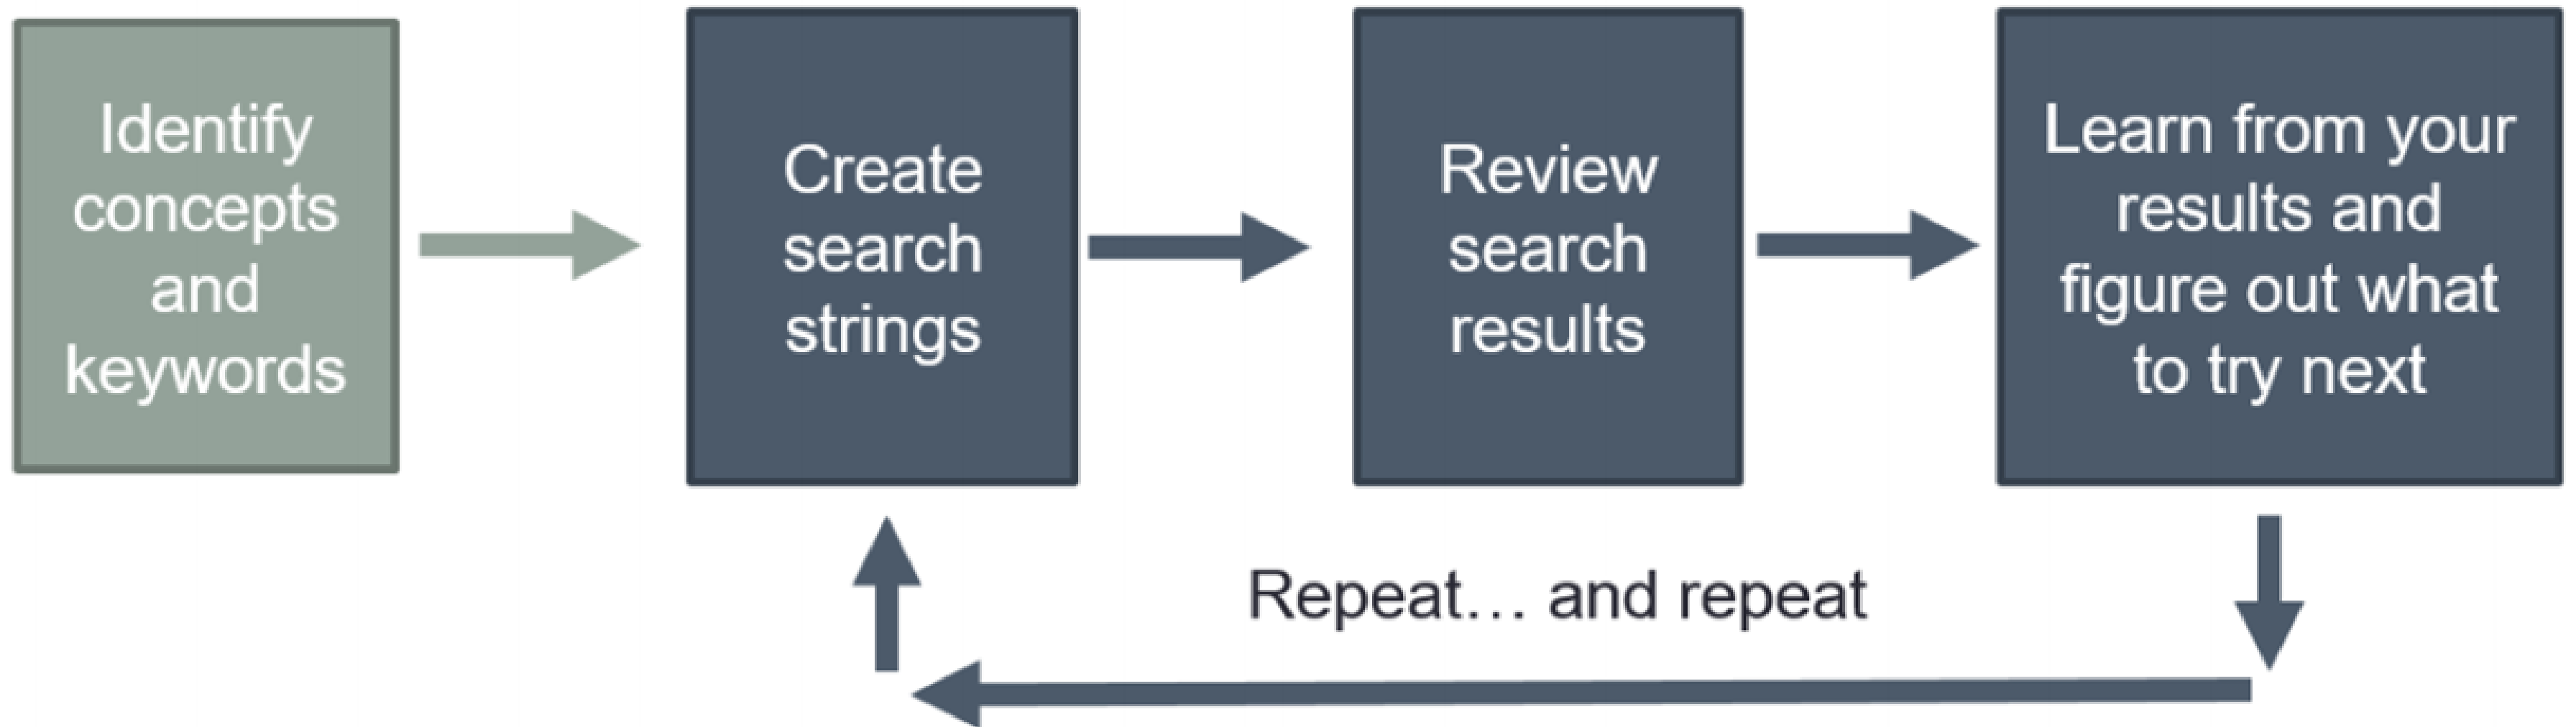 Identify
concepts
and
keywords
Create
search
strings
Review
search
results
Learn from your
results and
figure out what
to try next
Repeat… and repeat